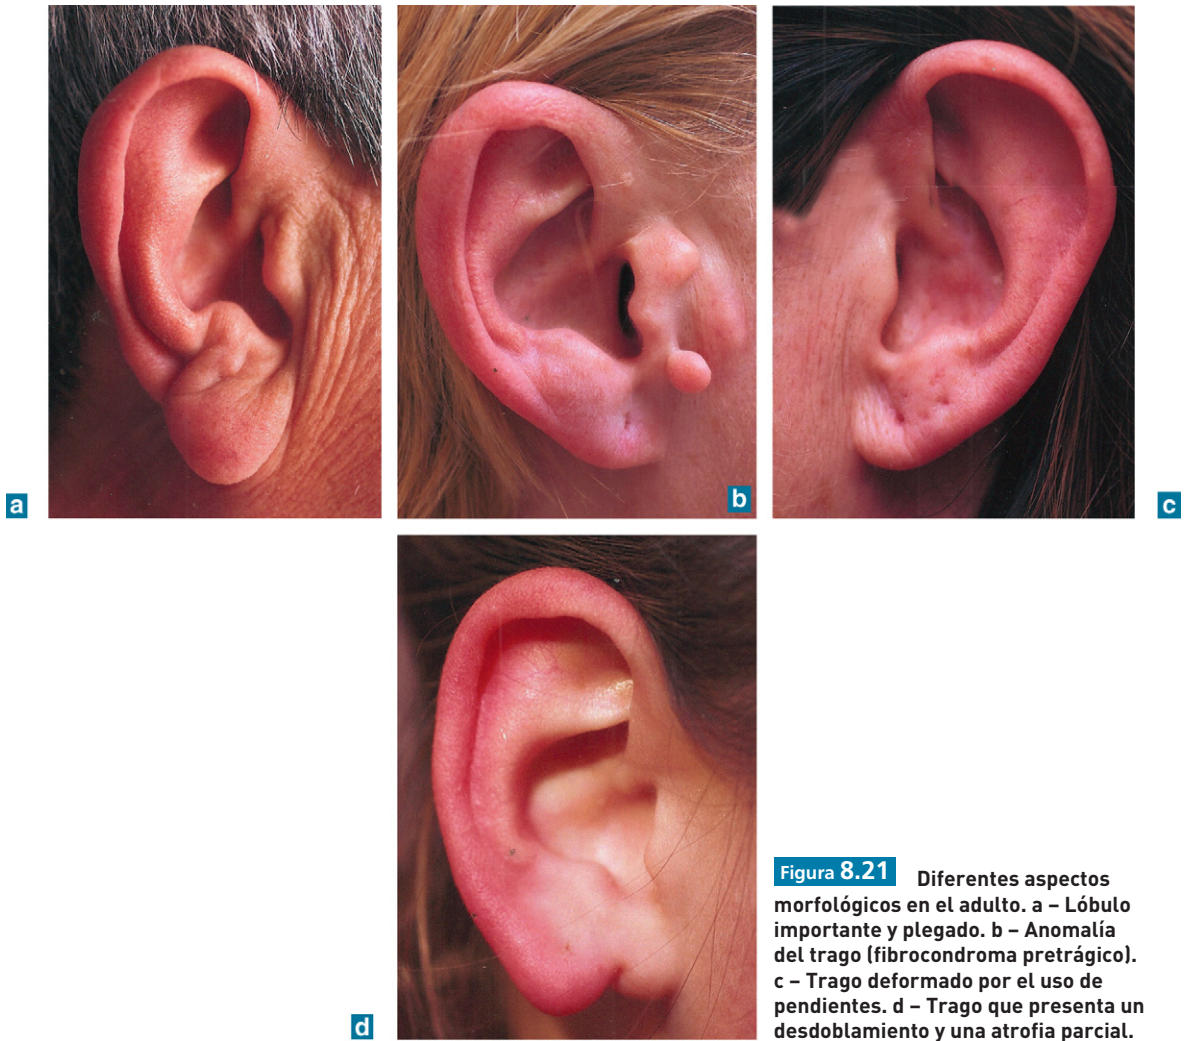 a
b
c
d
Figura 8.21 Diferentes aspectos
morfológicos en el adulto. a – Lóbulo
importante y plegado. b – Anomalía
del trago (fibrocondroma pretrágico).
c – Trago deformado por el uso de
pendientes. d – Trago que presenta un
desdoblamiento y una atrofia parcial.